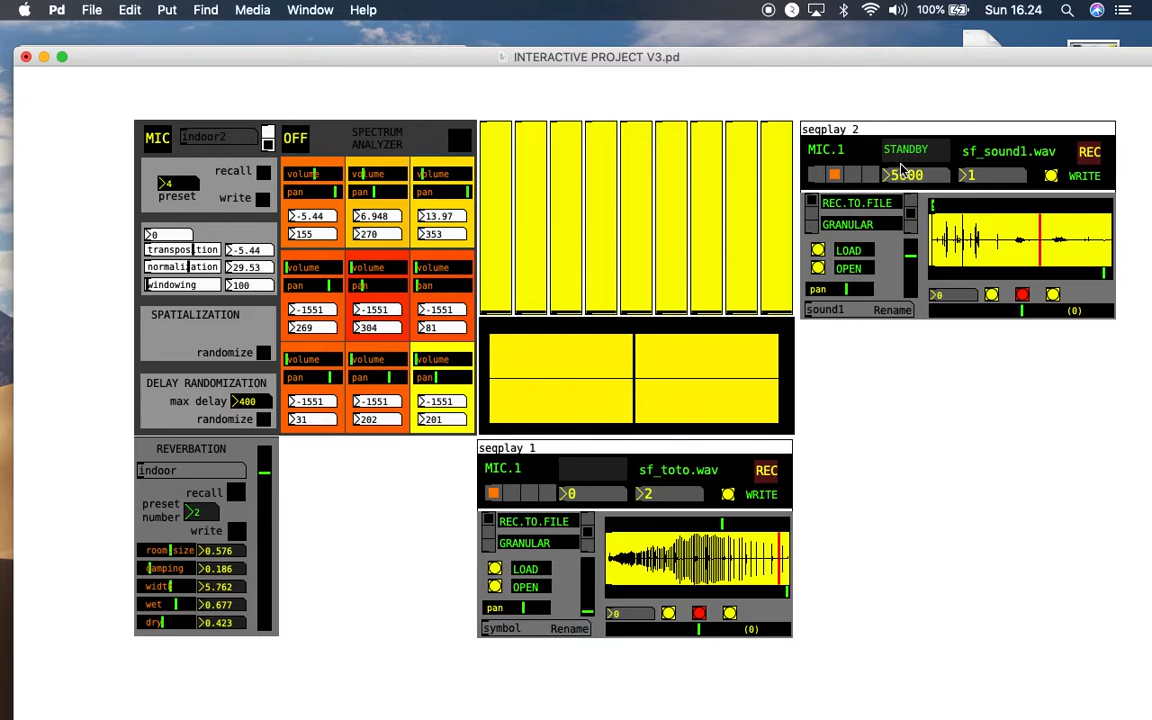 Pd File Edit Put Find Media Window Help 100% Sun 16.24
INTERACTIVE PROJECT V3.pd
MIC indoor2 OFF SPECTRUM ANALYZER
recall
4
preset
write
0
transposition -5.44
normalization 29.53
windowing 100
SPATIALIZATION
randomize
DELAY RANDOMIZATION
max delay 400
randomize
volume volume volume
pan pan pan
-5.44 6.948 13.97
155 270 353
volume volume volume
pan pan pan
-1551 -1551 -1551
269 304 81
volume volume volume
pan pan pan
-1551 -1551 -1551
31 202 201
REVERBATION
indoor
recall
preset number 2
write
room size 0.576
damping 0.186
width 5.762
wet 0.677
dry 0.423
seqplay 2
MIC.1 STANDBY sf_sound1.wav REC
5000 1 WRITE
REC.TO.FILE
GRANULAR
LOAD
OPEN
pan 0
sound1 Rename (0)
seqplay 1
MIC.1 sf_toto.wav REC
0 2 WRITE
REC.TO.FILE
GRANULAR
LOAD
OPEN
pan 0
symbol Rename (0)